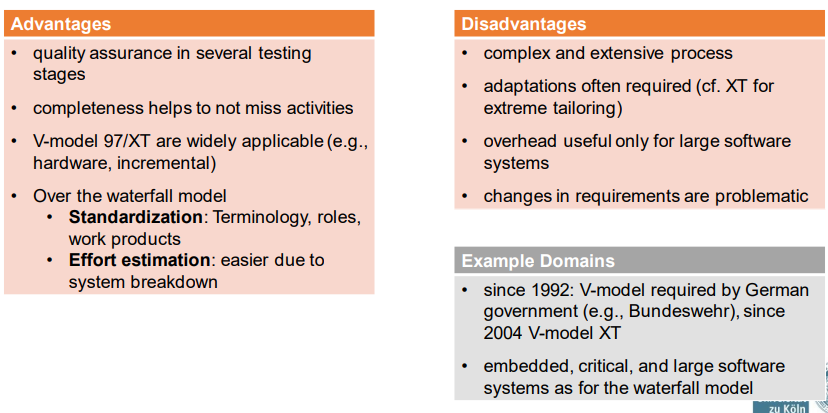 Advantages
• quality assurance in several testing
stages
• completeness helps to not miss activities
• V-model 97/XT are widely applicable (e.g.,
hardware, incremental)
• Over the waterfall model
• Standardization: Terminology, roles,
work products
• Effort estimation: easier due to
system breakdown
Disadvantages
• complex and extensive process
• adaptations often required (cf. XT for
extreme tailoring)
• overhead useful only for large software
systems
• changes in requirements are problematic
Example Domains
• since 1992: V-model required by German
government (e.g., Bundeswehr), since
2004 V-model XT
• embedded, critical, and large software
systems as for the waterfall model
zu Köln